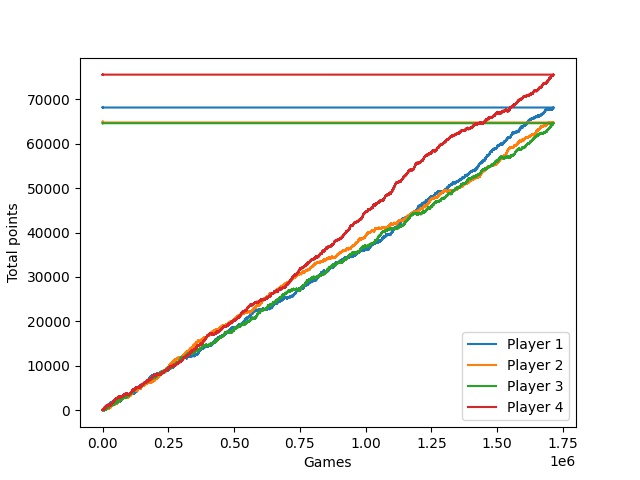 70000
60000
50000
40000
30000
20000
10000
0
Total points
0.00 0.25 0.50 0.75 1.00 1.25 1.50 1.75
1e6
Games
Player 1
Player 2
Player 3
Player 4